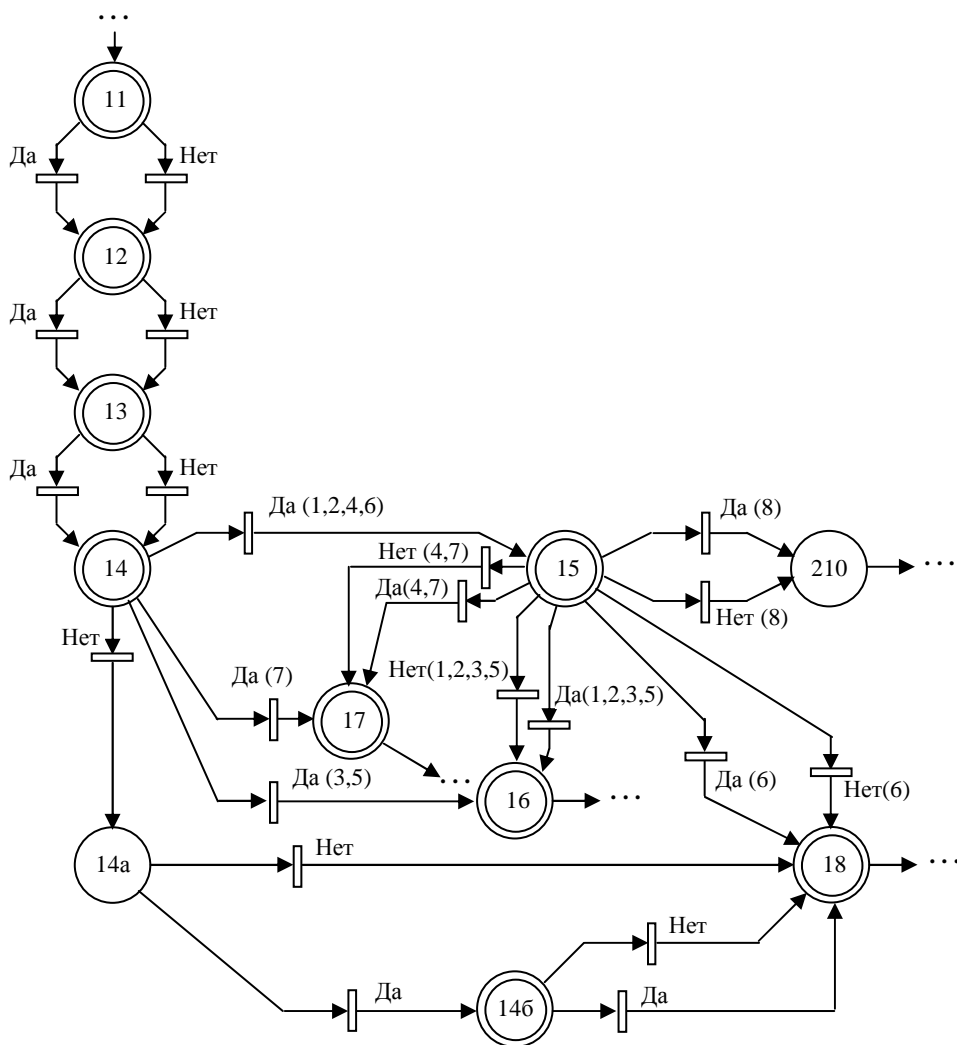 ...
11
Да
Нет
12
Да
Нет
13
Да
Нет
Да (1,2,4,6)
Да (8)
14
Нет (4,7)
15
210
...
Да(4,7)
Нет (8)
Нет
Да (7)
Нет(1,2,3,5)
Да(1,2,3,5)
17
...
Да (3,5)
16
...
Да (6)
Нет(6)
14а
Нет
18
...
Нет
Да
14б
Да